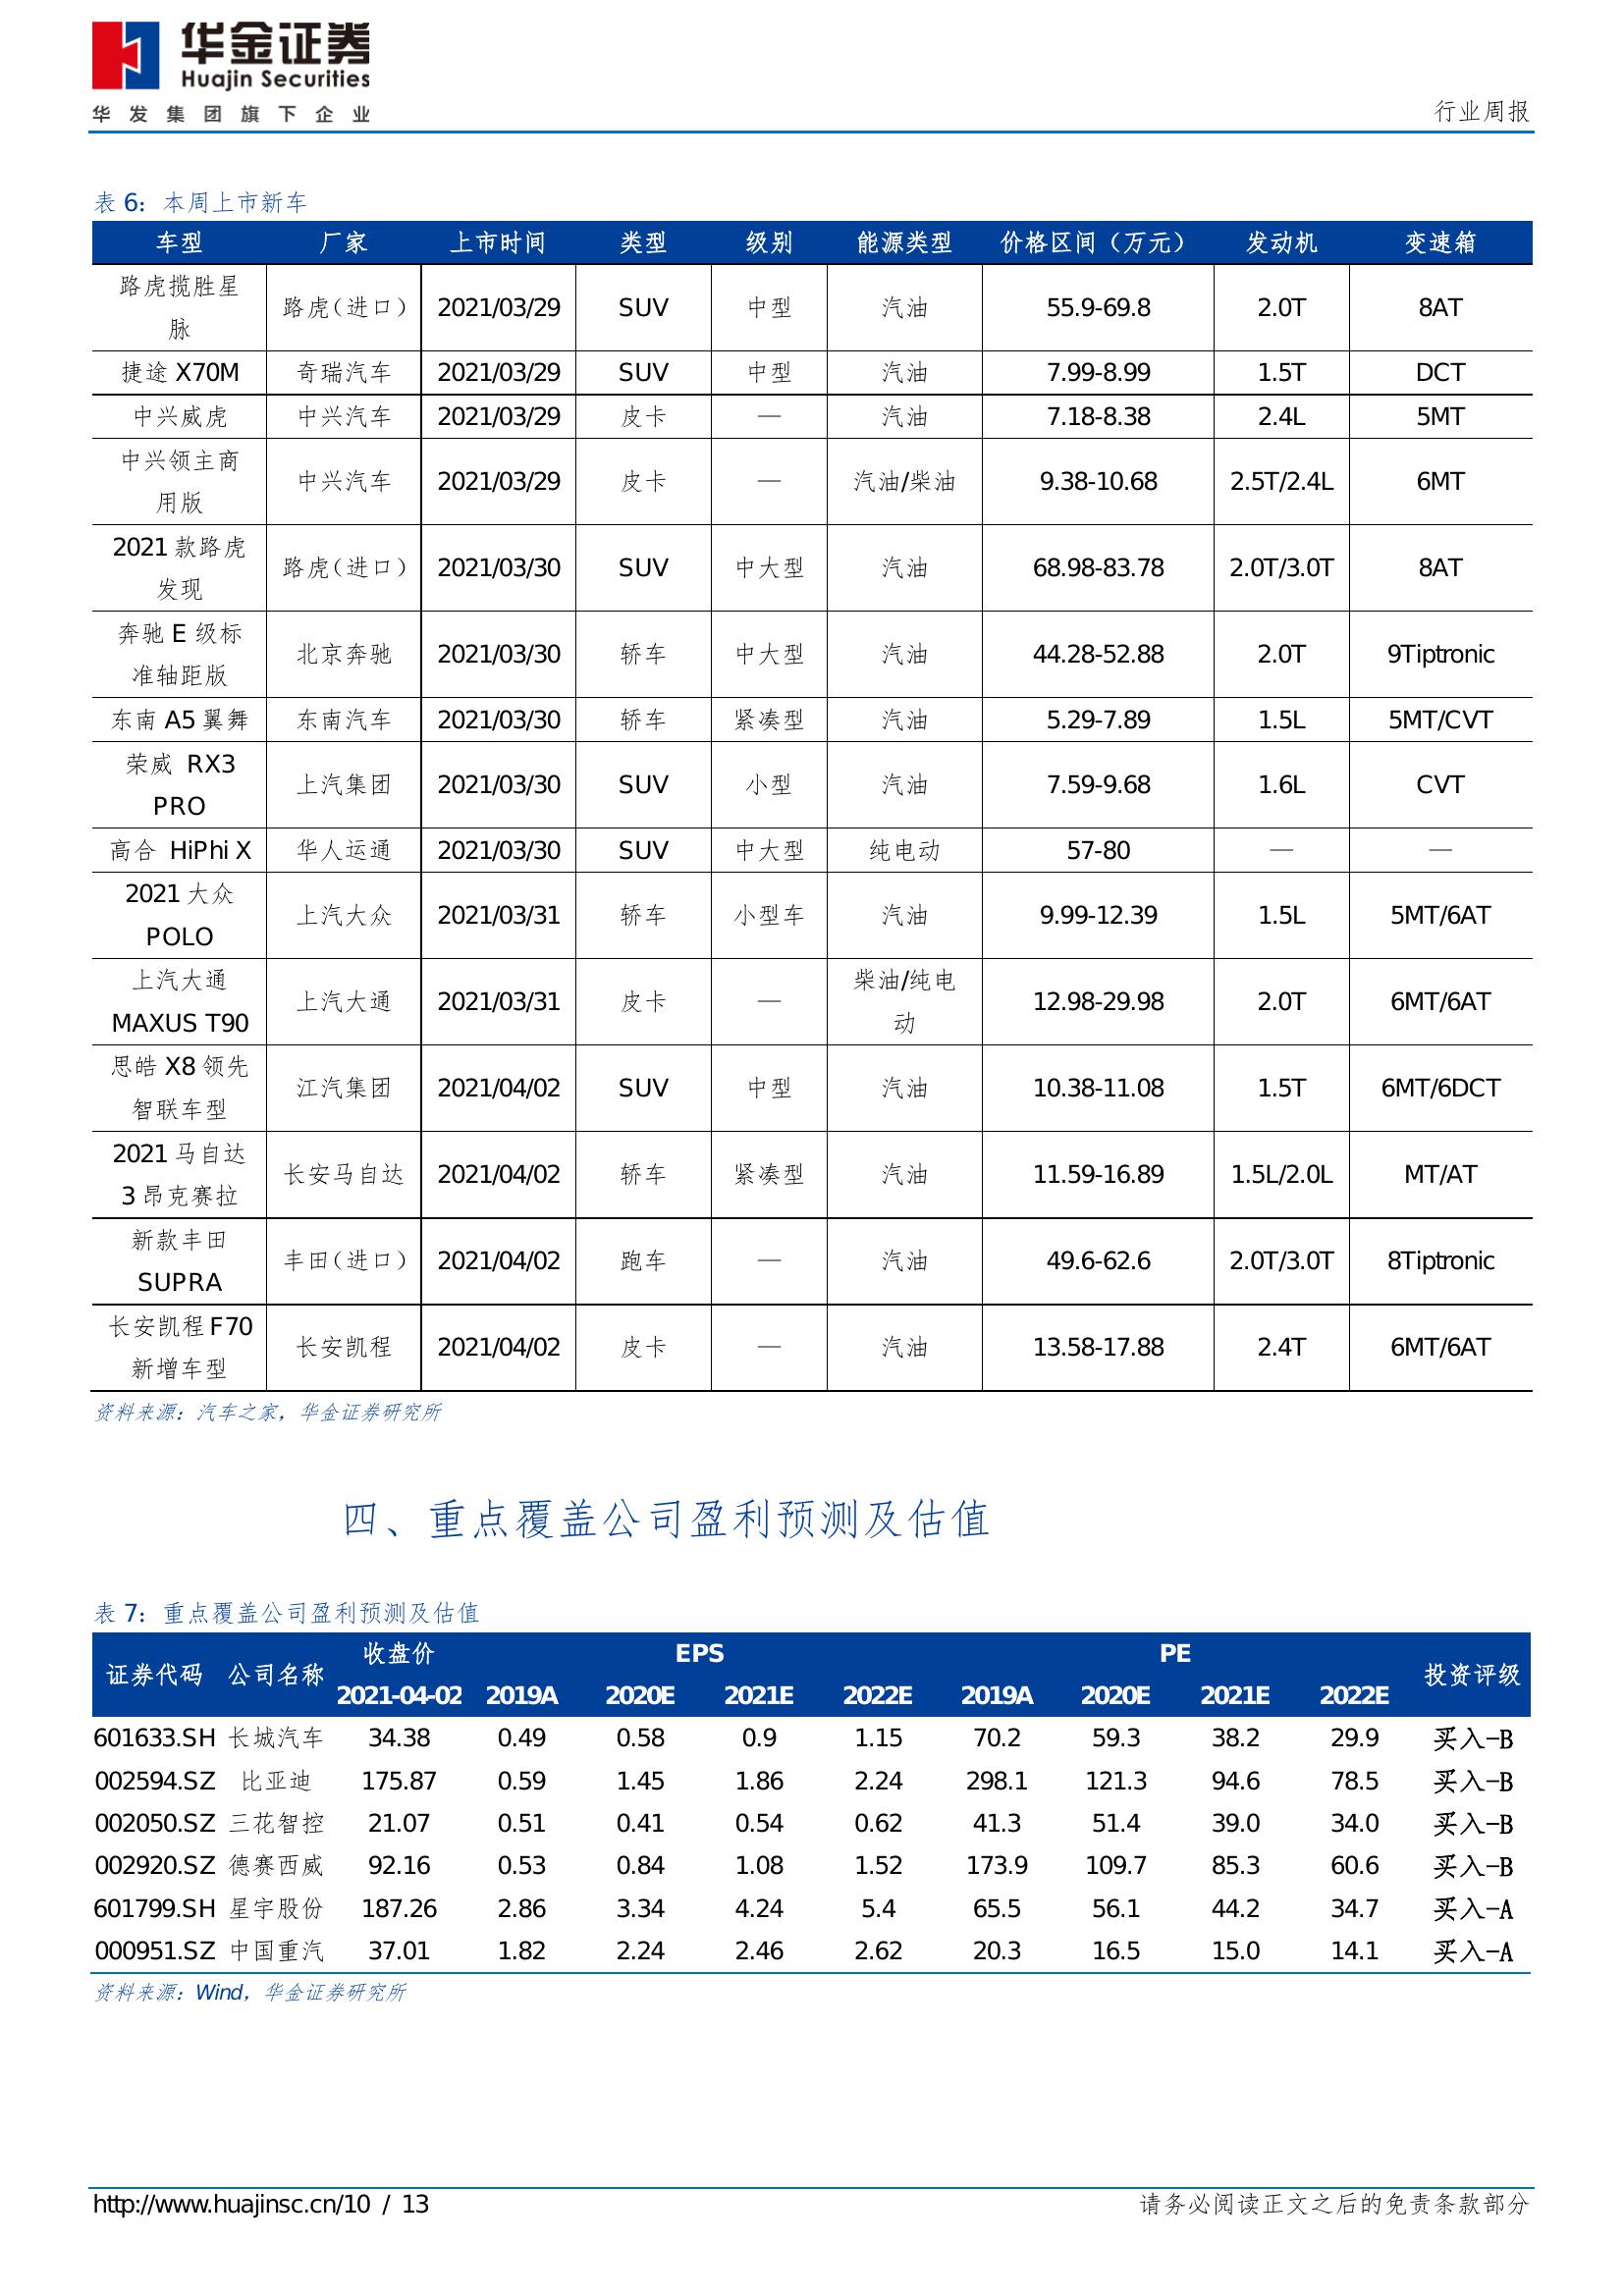 华金证券
Huajin Securities
华发集团旗下企业
行业周报
表 6：本周上市新车
车型 厂家 上市时间 类型 级别 能源类型 价格区间（万元） 发动机 变速箱
路虎揽胜星
脉
路虎（进口） 2021/03/29 SUV 中型 汽油 55.9-69.8 2.0T 8AT
捷途 X70M 奇瑞汽车 2021/03/29 SUV 中型 汽油 7.99-8.99 1.5T DCT
中兴威虎 中兴汽车 2021/03/29 皮卡 — 汽油 7.18-8.38 2.4L 5MT
中兴领主商
用版
中兴汽车 2021/03/29 皮卡 — 汽油/柴油 9.38-10.68 2.5T/2.4L 6MT
2021 款路虎
发现
路虎（进口） 2021/03/30 SUV 中大型 汽油 68.98-83.78 2.0T/3.0T 8AT
奔驰 E 级标
准轴距版
北京奔驰 2021/03/30 轿车 中大型 汽油 44.28-52.88 2.0T 9Tiptronic
东南 A5 翼舞 东南汽车 2021/03/30 轿车 紧凑型 汽油 5.29-7.89 1.5L 5MT/CVT
荣威 RX3
PRO
上汽集团 2021/03/30 SUV 小型 汽油 7.59-9.68 1.6L CVT
高合 HiPhi X 华人运通 2021/03/30 SUV 中大型 纯电动 57-80 — —
2021 大众
POLO
上汽大众 2021/03/31 轿车 小型车 汽油 9.99-12.39 1.5L 5MT/6AT
上汽大通
MAXUS T90
上汽大通 2021/03/31 皮卡 —
柴油/纯电
动
12.98-29.98 2.0T 6MT/6AT
思皓 X8 领先
智联车型
江汽集团 2021/04/02 SUV 中型 汽油 10.38-11.08 1.5T 6MT/6DCT
2021 马自达
3 昂克赛拉
长安马自达 2021/04/02 轿车 紧凑型 汽油 11.59-16.89 1.5L/2.0L MT/AT
新款丰田
SUPRA
丰田（进口） 2021/04/02 跑车 — 汽油 49.6-62.6 2.0T/3.0T 8Tiptronic
长安凯程 F70
新增车型
长安凯程 2021/04/02 皮卡 — 汽油 13.58-17.88 2.4T 6MT/6AT
资料来源：汽车之家，华金证券研究所
四、重点覆盖公司盈利预测及估值
表 7：重点覆盖公司盈利预测及估值
证券代码 公司名称 收盘价 EPS PE 投资评级
2021-04-02 2019A 2020E 2021E 2022E 2019A 2020E 2021E 2022E
601633.SH 长城汽车 34.38 0.49 0.58 0.9 1.15 70.2 59.3 38.2 29.9 买入-B
002594.SZ 比亚迪 175.87 0.59 1.45 1.86 2.24 298.1 121.3 94.6 78.5 买入-B
002050.SZ 三花智控 21.07 0.51 0.41 0.54 0.62 41.3 51.4 39.0 34.0 买入-B
002920.SZ 德赛西威 92.16 0.53 0.84 1.08 1.52 173.9 109.7 85.3 60.6 买入-B
601799.SH 星宇股份 187.26 2.86 3.34 4.24 5.4 65.5 56.1 44.2 34.7 买入-A
000951.SZ 中国重汽 37.01 1.82 2.24 2.46 2.62 20.3 16.5 15.0 14.1 买入-A
资料来源：Wind，华金证券研究所
http://www.huajinsc.cn/10 / 13
请务必阅读正文之后的免责条款部分